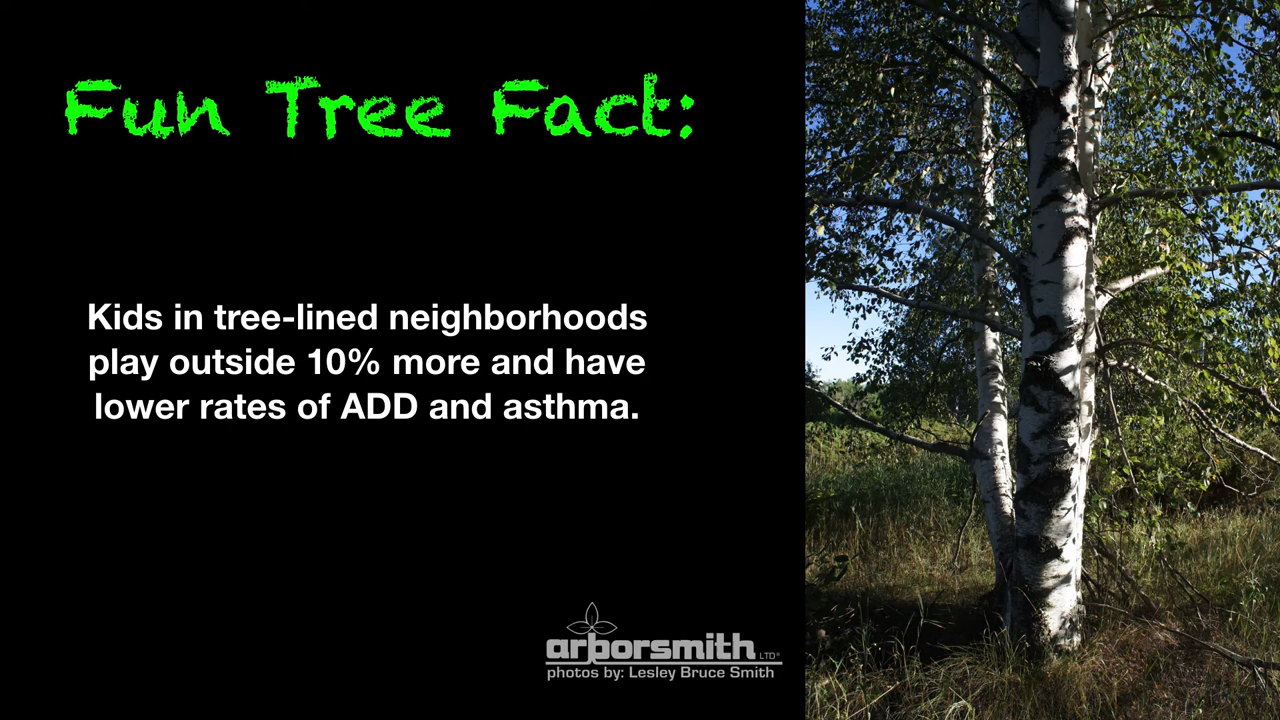 Fun Tree Fact:
Kids in tree-lined neighborhoods
play outside 10% more and have
lower rates of ADD and asthma.
arborsmith LTD®
photos by: Lesley Bruce Smith